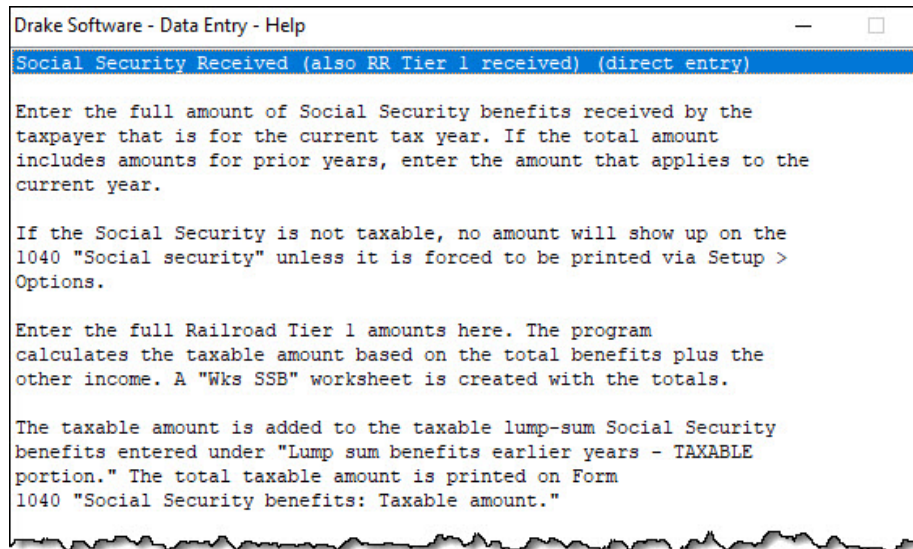 Drake Software - Data Entry - Help
Social Security Received (also RR Tier 1 received) (direct entry)
Enter the full amount of Social Security benefits received by the
taxpayer that is for the current tax year. If the total amount
includes amounts for prior years, enter the amount that applies to the
current year.
If the Social Security is not taxable, no amount will show up on the
1040 "Social security" unless it is forced to be printed via Setup >
Options.
Enter the full Railroad Tier 1 amounts here. The program
calculates the taxable amount based on the total benefits plus the
other income. A "Wks SSB" worksheet is created with the totals.
The taxable amount is added to the taxable lump-sum Social Security
benefits entered under "Lump sum benefits earlier years - TAXABLE
portion." The total taxable amount is printed on Form
1040 "Social Security benefits: Taxable amount."